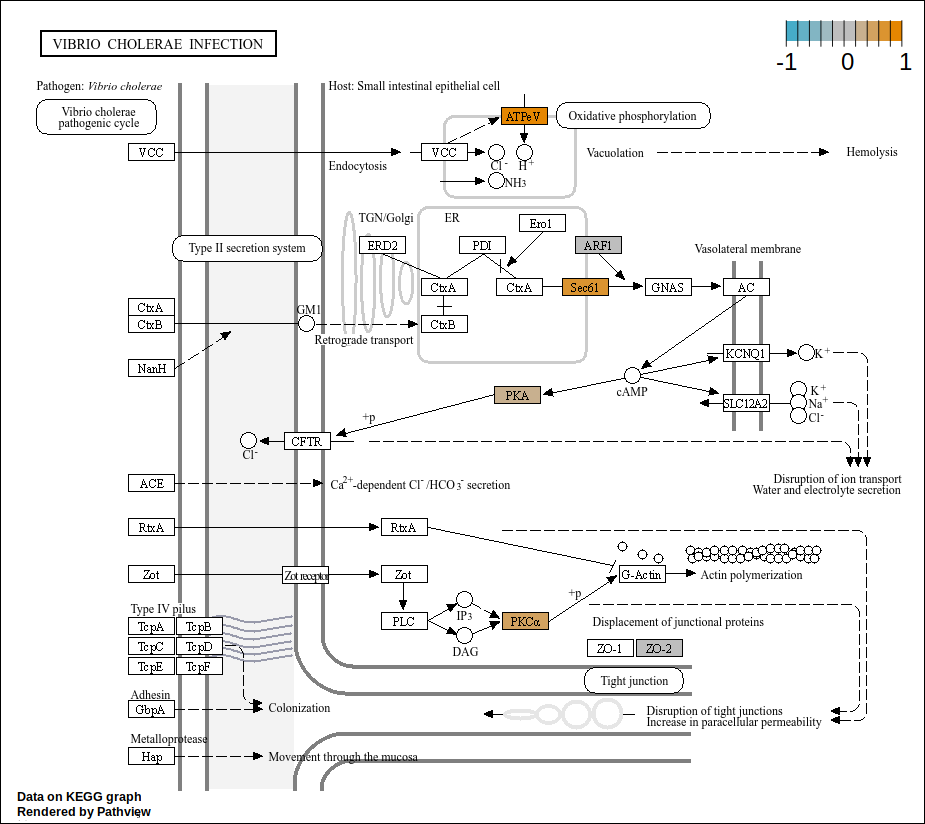 VIBRIO CHOLERAE INFECTION
-1 0 1
Pathogen: Vibrio cholerae
Host: Small intestinal epithelial cell
Vibrio cholerae
pathogenic cycle
ATPeV
Oxidative phosphorylation
VCC
Endocytosis
VCC
Cl-
H+
NH3
Vacuolation
Hemolysis
TGN/Golgi
ER
Ero1
Type II secretion system
ERD2
PDI
ARF1
Vasolateral membrane
CtxA
CtxA
Sec61
GNAS
AC
CtxA
CtxB
GM1
CtxB
Retrograde transport
NanH
KCNQ1
K+
cAMP
PKA
SLC12A2
K+
Na+
Cl-
+p
CFTR
Cl-
ACE
Ca2+-dependent Cl-/HCO3- secretion
Disruption of ion transport
Water and electrolyte secretion
RtxA
RtxA
Zot
Zot receptor
Zot
G-Actin
Actin polymerization
+p
Type IV pilus
TcpA
TcpB
PLC
IP3
DAG
PKCα
Displacement of junctional proteins
TcpC
TcpD
ZO-1
ZO-2
TcpE
TcpF
Tight junction
Adhesin
GbpA
Colonization
Disruption of tight junctions
Increase in paracellular permeability
Metalloprotease
Hap
Movement through the mucosa
Data on KEGG graph
Rendered by Pathview